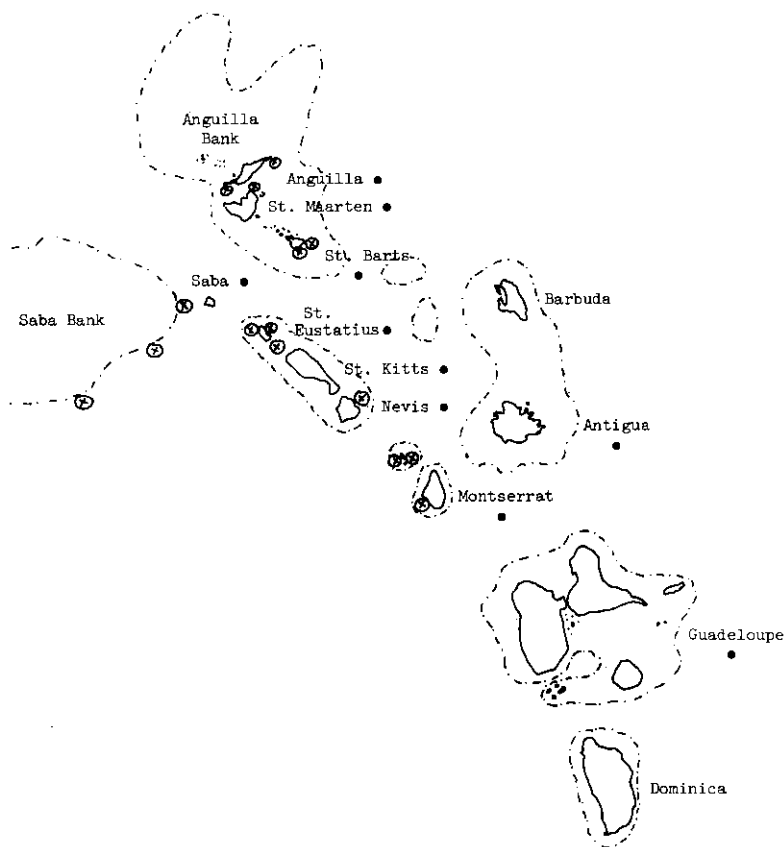 Anguilla
Bank
Anguilla
St. Maarten
St. Barts
Saba
Barbuda
Saba Bank
St.
Eustatius
St. Kitts
Nevis
Antigua
Montserrat
Guadeloupe
Dominica